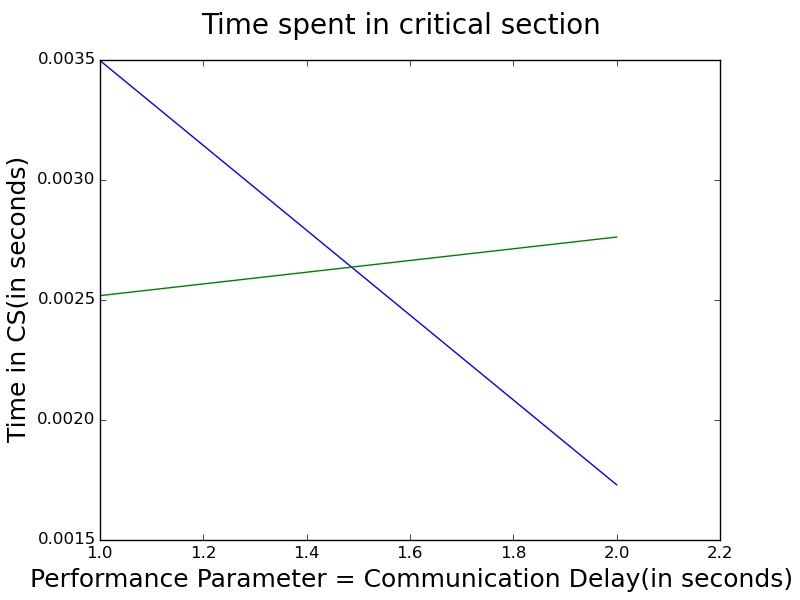 Time spent in critical section
Time in CS(in seconds)
0.0035
0.0030
0.0025
0.0020
0.0015
1.0 1.2 1.4 1.6 1.8 2.0 2.2
Performance Parameter = Communication Delay(in seconds)